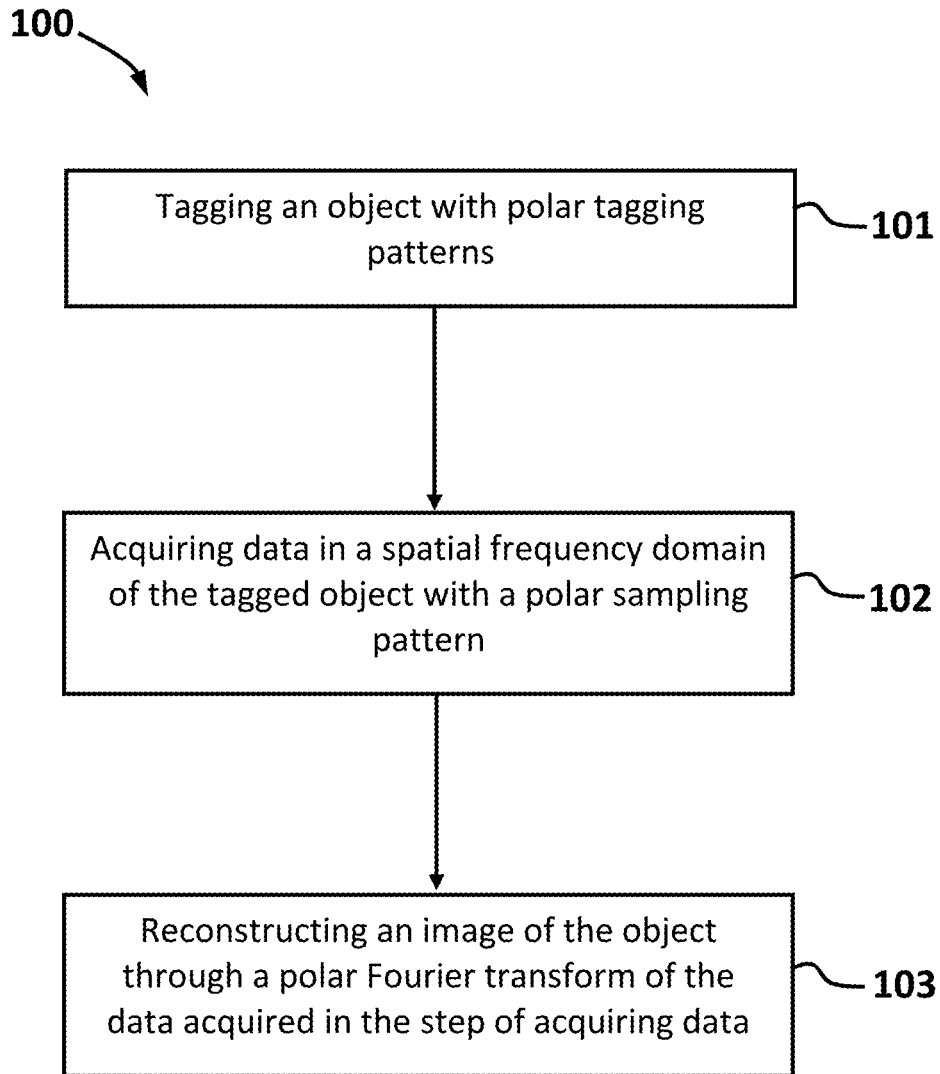 100
Tagging an object with polar tagging
patterns
101
Acquiring data in a spatial frequency domain
of the tagged object with a polar sampling
pattern
102
Reconstructing an image of the object
through a polar Fourier transform of the
data acquired in the step of acquiring data
103